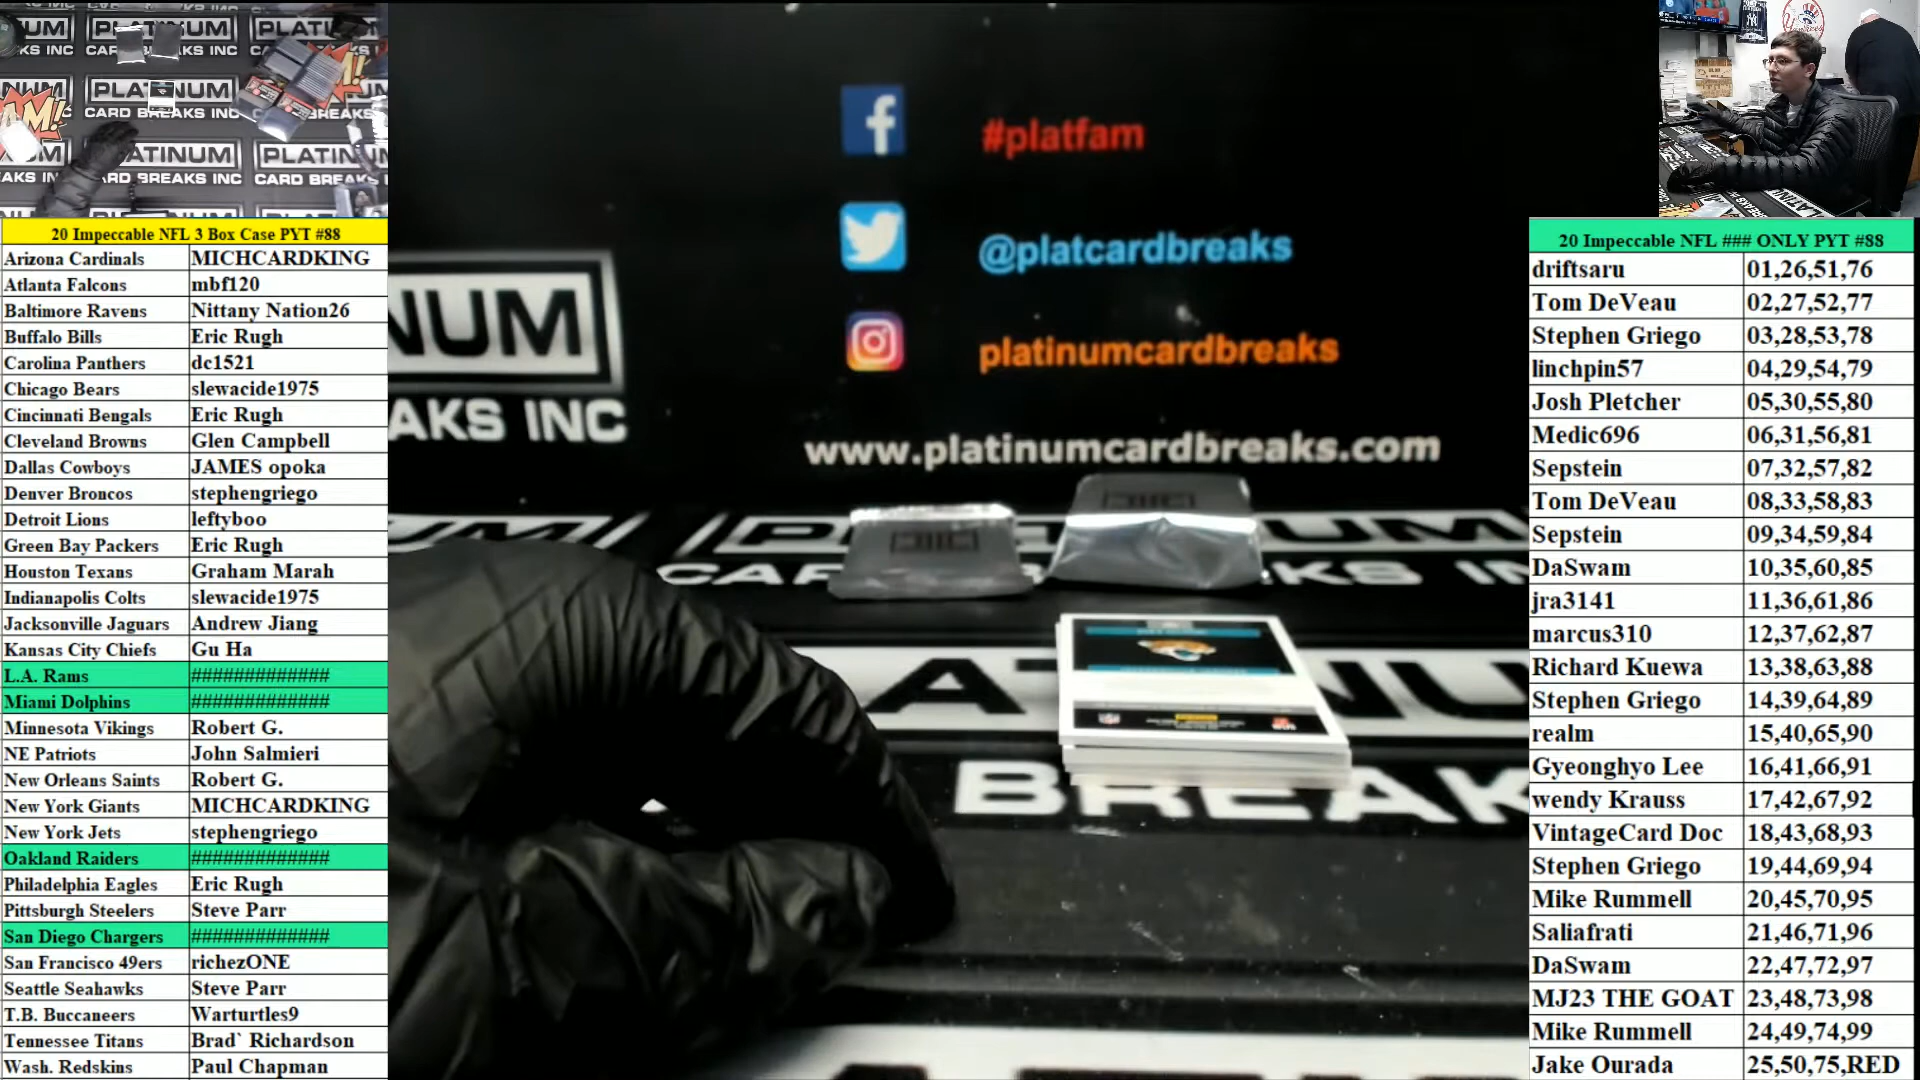 PLATINUM
CARD BREAKS INC
20 Impeccable NFL 3 Box Case PYT #88
Arizona Cardinals MICHCARDKING
Atlanta Falcons mbf120
Baltimore Ravens Nittany Nation26
Buffalo Bills Eric Rugh
Carolina Panthers dc1521
Chicago Bears slewacide1975
Cincinnati Bengals Eric Rugh
Cleveland Browns Glen Campbell
Dallas Cowboys JAMES opoka
Denver Broncos stephengriego
Detroit Lions leftyboo
Green Bay Packers Eric Rugh
Houston Texans Graham Marah
Indianapolis Colts slewacide1975
Jacksonville Jaguars Andrew Jiang
Kansas City Chiefs Gu Ha
L.A. Rams #############
Miami Dolphins #############
Minnesota Vikings Robert G.
NE Patriots John Salmieri
New Orleans Saints Robert G.
New York Giants MICHCARDKING
New York Jets stephengriego
Oakland Raiders #############
Philadelphia Eagles Eric Rugh
Pittsburgh Steelers Steve Parr
San Diego Chargers #############
San Francisco 49ers richezONE
Seattle Seahawks Steve Parr
T.B. Buccaneers Warturtles9
Tennessee Titans Brad` Richardson
Wash. Redskins Paul Chapman
#platfam
@platcardbreaks
platinumcardbreaks
www.platinumcardbreaks.com
NUM
AKS INC
PLATINUM
CAR KS IN
ATINU
BREAK
20 Impeccable NFL ### ONLY PYT #88
driftsaru 01,26,51,76
Tom DeVeau 02,27,52,77
Stephen Griego 03,28,53,78
linchpin57 04,29,54,79
Josh Pletcher 05,30,55,80
Medic696 06,31,56,81
Sepstein 07,32,57,82
Tom DeVeau 08,33,58,83
Sepstein 09,34,59,84
DaSwam 10,35,60,85
jra3141 11,36,61,86
marcus310 12,37,62,87
Richard Kuewa 13,38,63,88
Stephen Griego 14,39,64,89
realm 15,40,65,90
Gyeonghyo Lee 16,41,66,91
wendy Krauss 17,42,67,92
VintageCard Doc 18,43,68,93
Stephen Griego 19,44,69,94
Mike Rummell 20,45,70,95
Saliafrati 21,46,71,96
DaSwam 22,47,72,97
MJ23 THE GOAT 23,48,73,98
Mike Rummell 24,49,74,99
Jake Ourada 25,50,75,RED